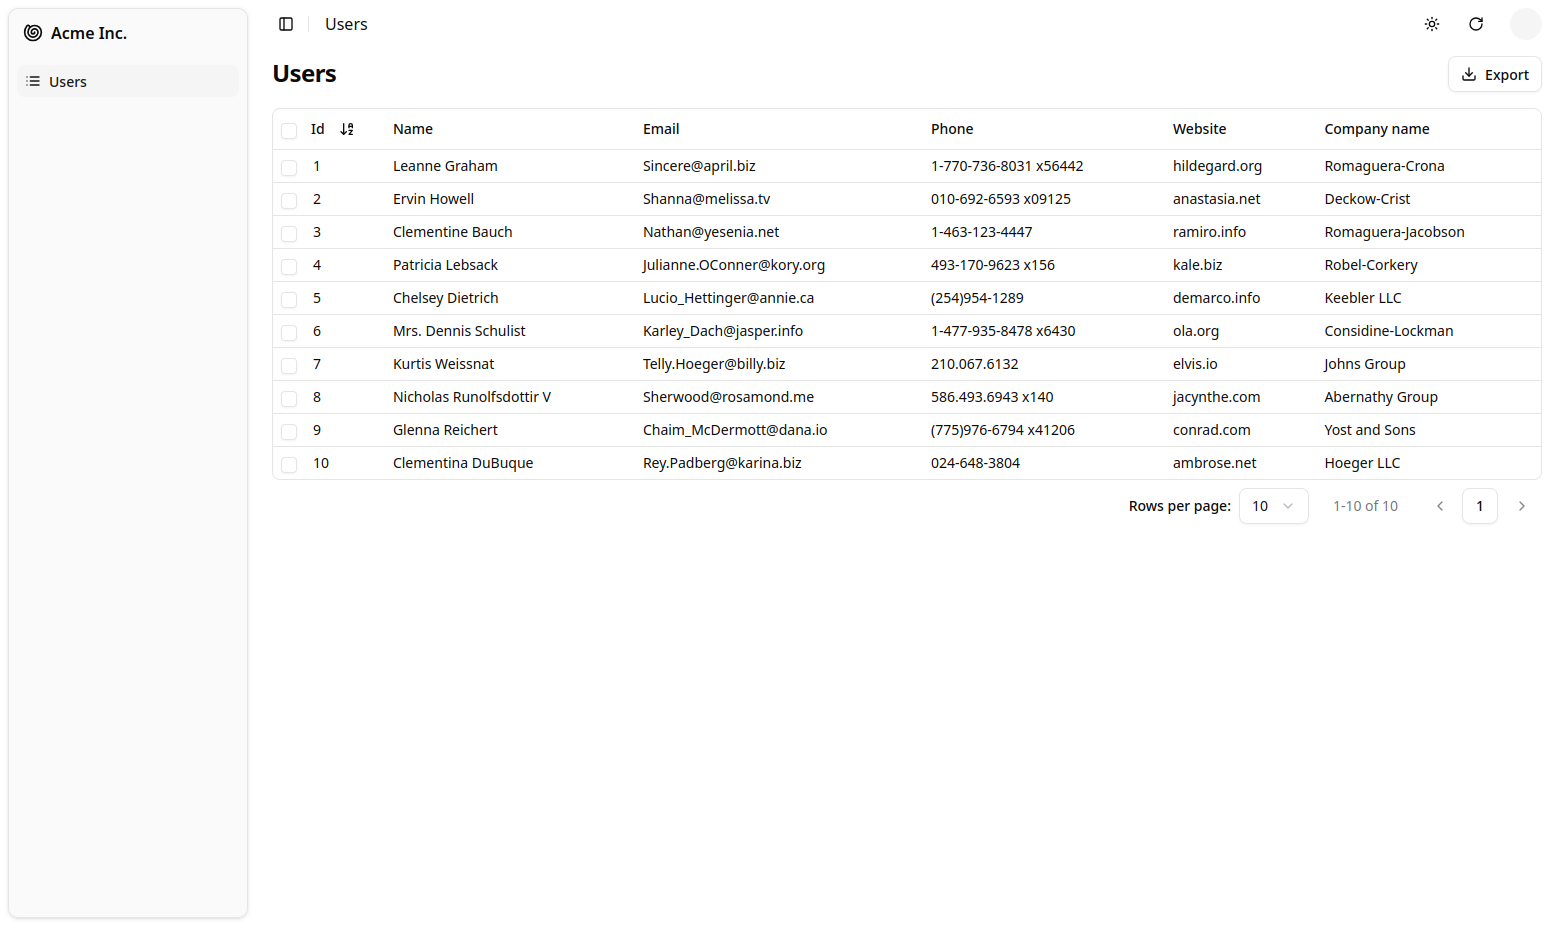 Acme Inc.
Users
Users
Users
Export
Id Name Email Phone Website Company name
1 Leanne Graham Sincere@april.biz 1-770-736-8031 x56442 hildegard.org Romaguera-Crona
2 Ervin Howell Shanna@melissa.tv 010-692-6593 x09125 anastasia.net Deckow-Crist
3 Clementine Bauch Nathan@yesenia.net 1-463-123-4447 ramiro.info Romaguera-Jacobson
4 Patricia Lebsack Julianne.OConner@kory.org 493-170-9623 x156 kale.biz Robel-Corkery
5 Chelsey Dietrich Lucio_Hettinger@annie.ca (254)954-1289 demarco.info Keebler LLC
6 Mrs. Dennis Schulist Karley_Dach@jasper.info 1-477-935-8478 x6430 ola.org Considine-Lockman
7 Kurtis Weissnat Telly.Hoeger@billy.biz 210.067.6132 elvis.io Johns Group
8 Nicholas Runolfsdottir V Sherwood@rosamond.me 586.493.6943 x140 jacynthe.com Abernathy Group
9 Glenna Reichert Chaim_McDermott@dana.io (775)976-6794 x41206 conrad.com Yost and Sons
10 Clementina DuBuque Rey.Padberg@karina.biz 024-648-3804 ambrose.net Hoeger LLC
Rows per page: 10 1-10 of 10 1